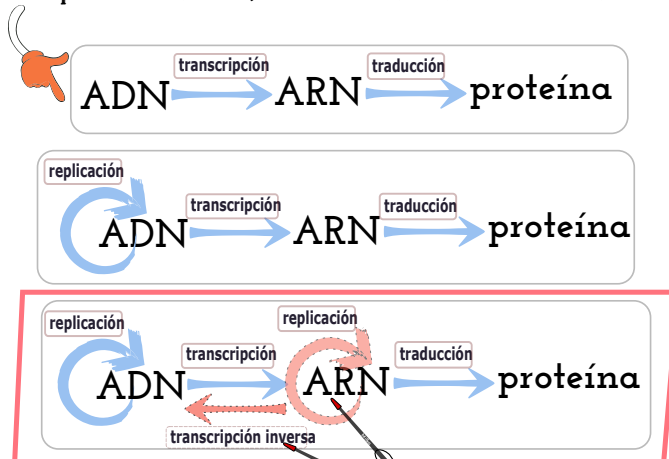 transcripción traducción
ADN ARN proteína
replicación
transcripción traducción
ADN ARN proteína
replicación replicación
transcripción traducción
ADN ARN proteína
transcripción inversa